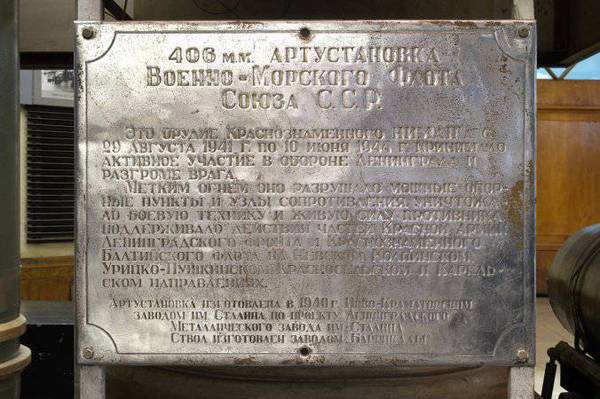 406 мм. АРТУСТАНОВКА
Военно-Морского Флота
Союза С.С.Р.
Это орудие Краснознаменного НИМАПа с
29 августа 1941 г. по 10 июня 1944 г. принимало
активное участие в обороне Ленинграда и
разгроме врага.
Метким огнем оно разрушало мощные опор-
ные пункты и узлы сопротивления, уничтожа-
ло боевую технику и живую силу противника,
поддерживало действия частей Красной Армии
Ленинградского фронта и Краснознаменного
Балтийского флота на Невском, Колпинском,
Урицко-Пушкинском, Красносельском и Карель-
ском направлениях.
Артустановка изготовлена в 1940 г. Ново-Краматорским
заводом им. Сталина по проекту Ленинградского
Металлического завода им. Сталина
Ствол изготовлен заводом Баррикады